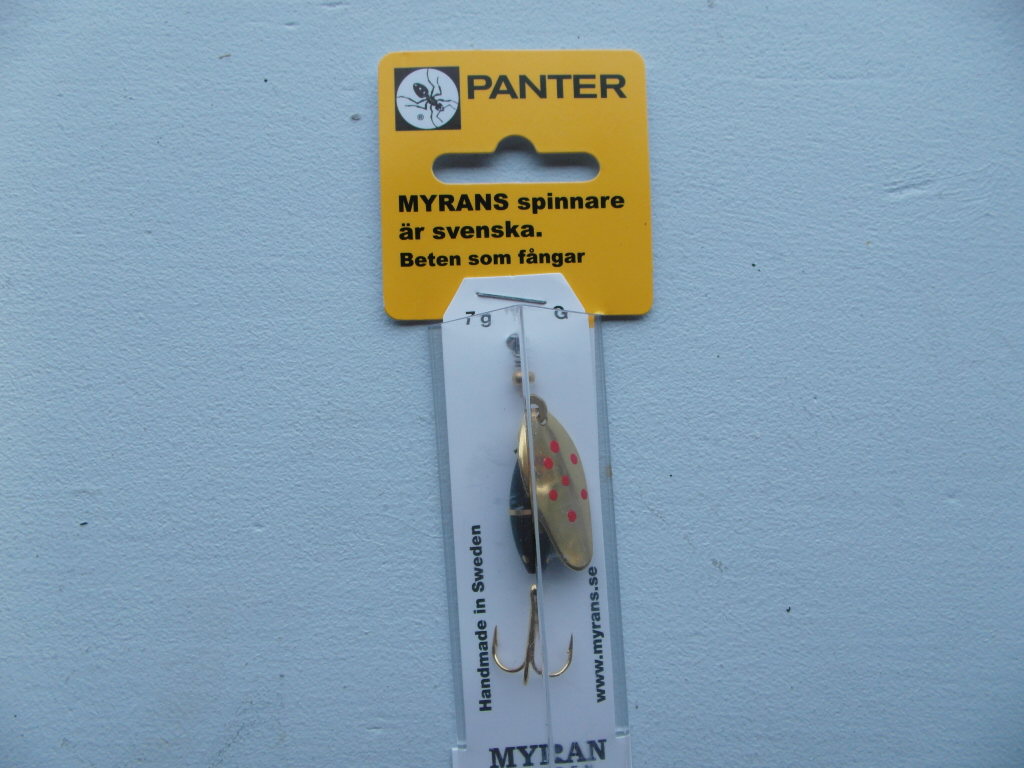 PANTER
®
MYRANS spinnare
är svenska.
Beten som fångar
7 g G
Handmade in Sweden
www.myrans.se
MYRAN